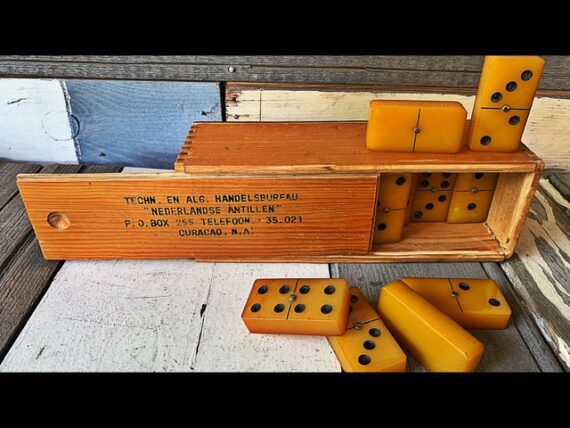 TECHN. EN ALG. HANDELSBUREAU
"NEDERLANDSE ANTILLEN"
P.O.BOX 255 TELEFOON. : 35.021
CURACAO, N.A.